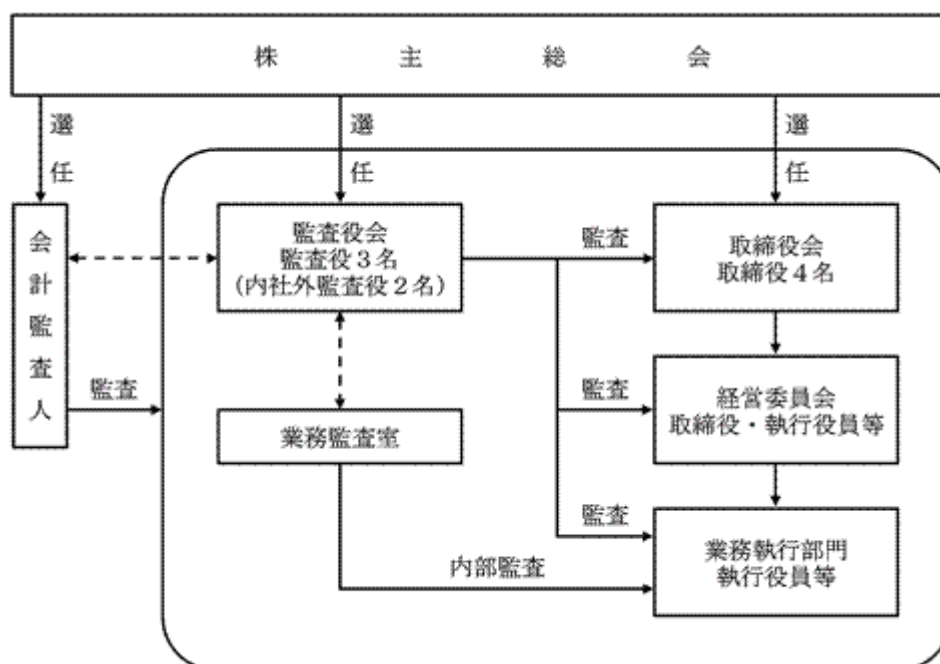 株主総会
選任
選任
選任
会計監査人
監査役会
監査役3名
(内社外監査役2名)
監査
取締役会
取締役4名
監査
監査
経営委員会
取締役・執行役員等
業務監査室
監査
業務執行部門
執行役員等
内部監査